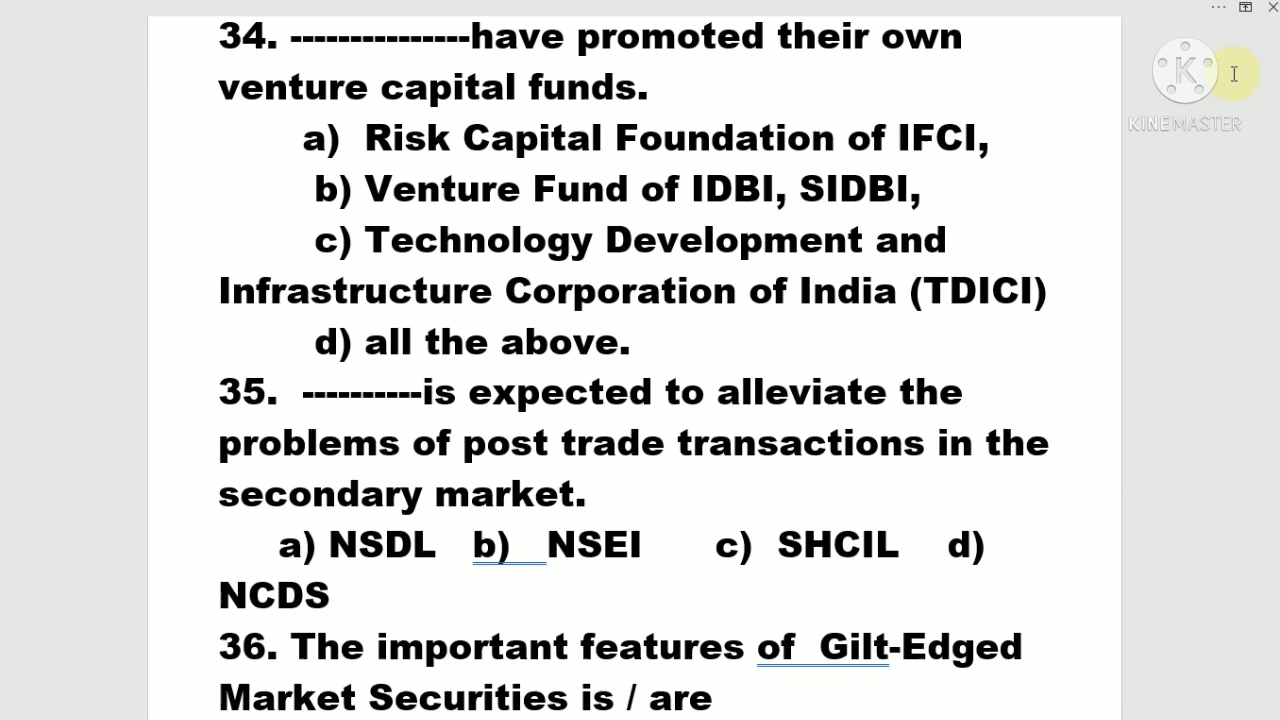 34. ---------------have promoted their own
venture capital funds.
a) Risk Capital Foundation of IFCI,
b) Venture Fund of IDBI, SIDBI,
c) Technology Development and
Infrastructure Corporation of India (TDICI)
d) all the above.
35. ----------is expected to alleviate the
problems of post trade transactions in the
secondary market.
a) NSDL b) NSEI c) SHCIL d)
NCDS
36. The important features of Gilt-Edged
Market Securities is / are
K
KINEMASTER